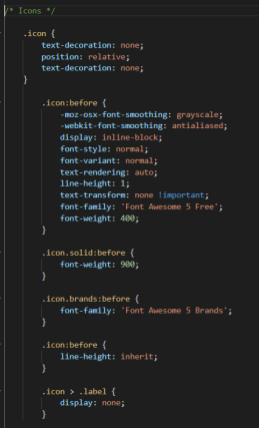 /* Icons */
.icon {
text-decoration: none;
position: relative;
text-decoration: none;
}
.icon:before {
-moz-osx-font-smoothing: grayscale;
-webkit-font-smoothing: antialiased;
display: inline-block;
font-style: normal;
font-variant: normal;
text-rendering: auto;
line-height: 1;
text-transform: none !important;
font-family: 'Font Awesome 5 Free';
font-weight: 400;
}
.icon.solid:before {
font-weight: 900;
}
.icon.brands:before {
font-family: 'Font Awesome 5 Brands';
}
.icon:before {
line-height: inherit;
}
.icon > .label {
display: none;
}